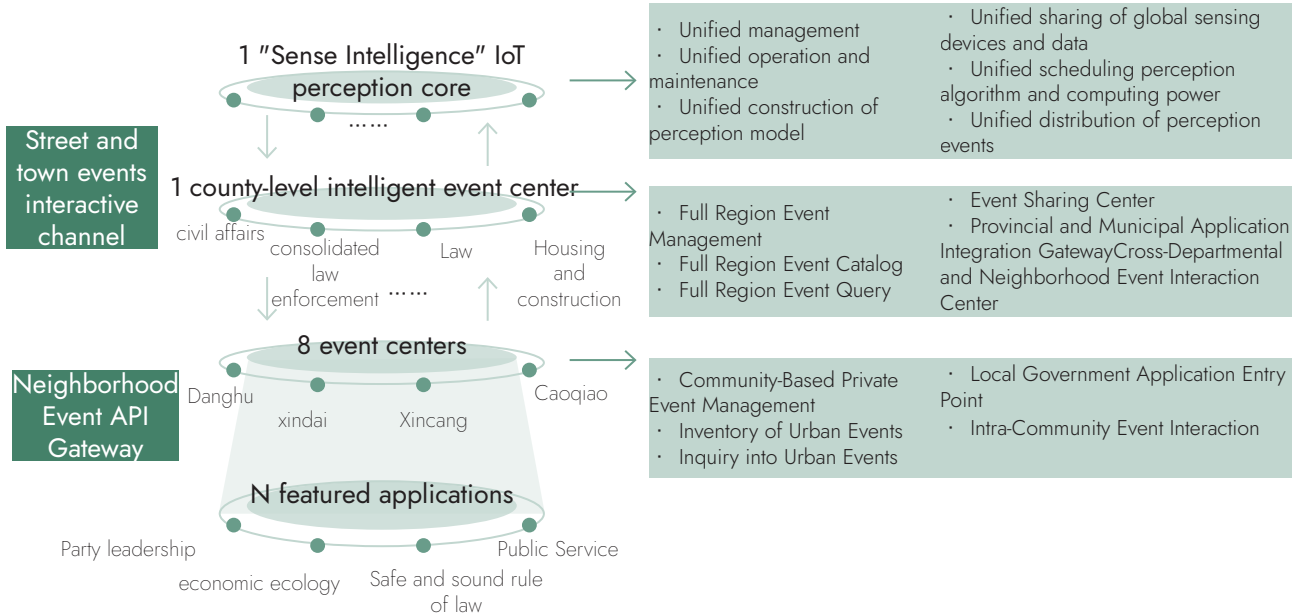 1 "Sense Intelligence" IoT
perception core
……
· Unified management
· Unified operation and
maintenance
· Unified construction of
perception model
· Unified sharing of global sensing
devices and data
· Unified scheduling perception
algorithm and computing power
· Unified distribution of perception
events
Street and
town events
interactive
channel
1 county-level intelligent event center
civil affairs
consolidated
law
enforcement
……
Law
Housing
and
construction
· Full Region Event
Management
· Full Region Event Catalog
· Full Region Event Query
· Event Sharing Center
· Provincial and Municipal Application
Integration GatewayCross-Departmental
and Neighborhood Event Interaction
Center
Neighborhood
Event API
Gateway
8 event centers
Danghu
xindai
Xincang
Caoqiao
· Community-Based Private
Event Management
· Inventory of Urban Events
· Inquiry into Urban Events
· Local Government Application Entry
Point
· Intra-Community Event Interaction
N featured applications
Party leadership
economic ecology
Safe and sound rule
of law
Public Service